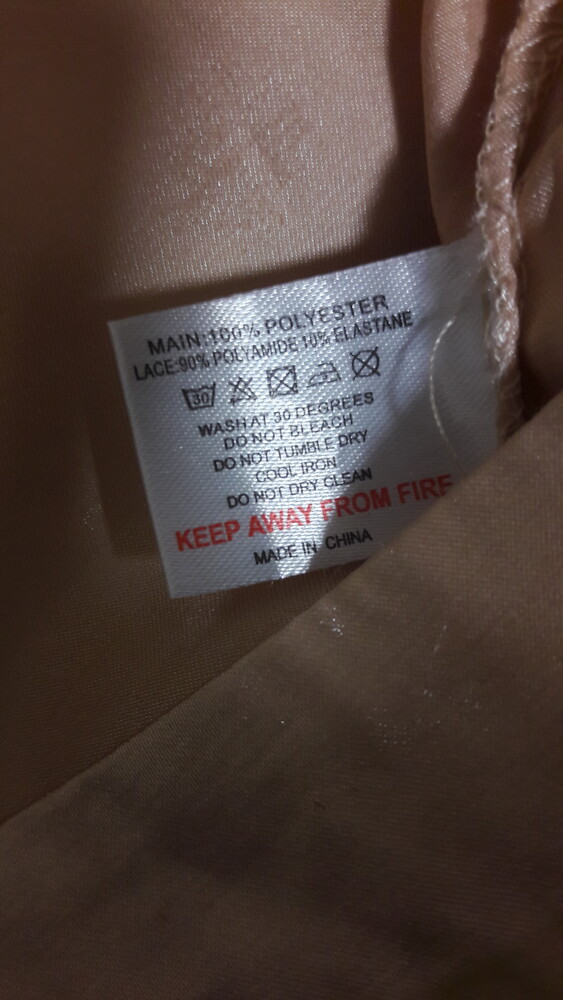 MAIN:100% POLYESTER
LACE:90% POLYAMIDE 10% ELASTANE
30
WASH AT 30 DEGREES
DO NOT BLEACH
DO NOT TUMBLE DRY
COOL IRON
DO NOT DRY CLEAN
KEEP AWAY FROM FIRE
MADE IN CHINA